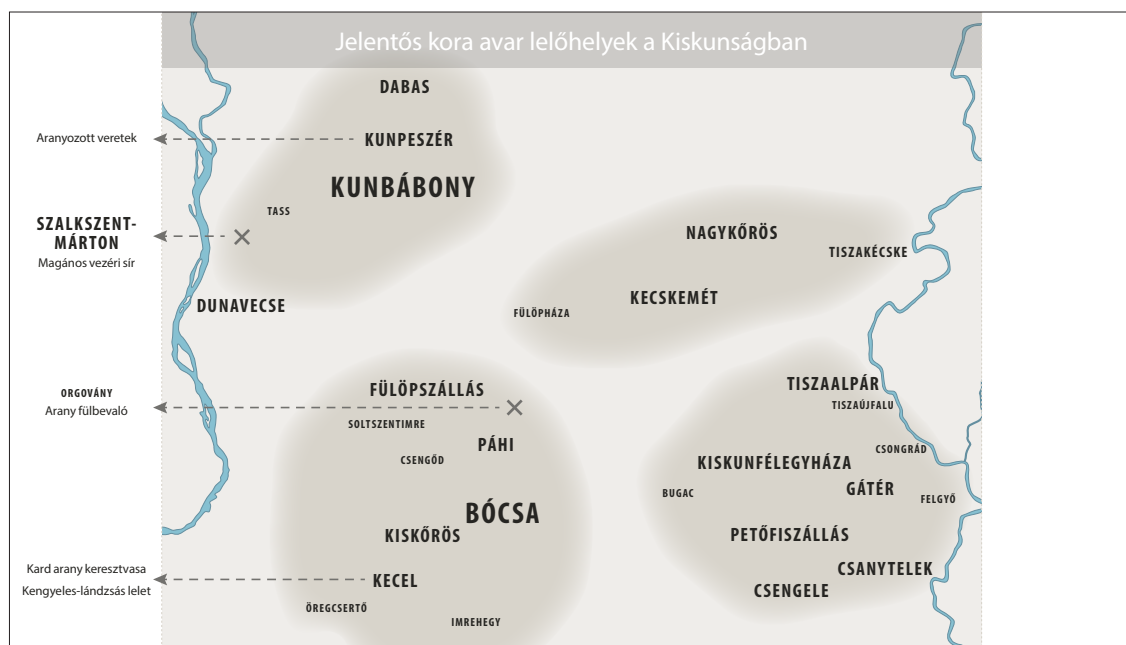 Jelentős kora avar lelőhelyek a Kiskunságban
DABAS
Aranyozott veretek
KUNPESZÉR
KUNBÁBONY
TASS
SZALKSZENT-
MÁRTON
Magános vezéri sír
NAGYKŐRÖS
TISZAKÉCSKE
DUNAVECSE
KECSKEMÉT
FÜLÖPHÁZA
ORGOVÁNY
Arany fülbevaló
FÜLÖPSZÁLLÁS
TISZAALPÁR
TISZAÚJFALU
SOLTSZENTIMRE
PÁHI
CSENGŐD
CSONGRÁD
KISKUNFÉLEGYHÁZA
BUGAC
GÁTÉR
FELGYŐ
BÓCSA
KISKŐRÖS
PETŐFISZÁLLÁS
Kard arany keresztvasa
Kengyeles-lándzsás lelet
KECEL
CSANYTELEK
CSENGELE
ÖREGCSERTŐ
IMREHEGY